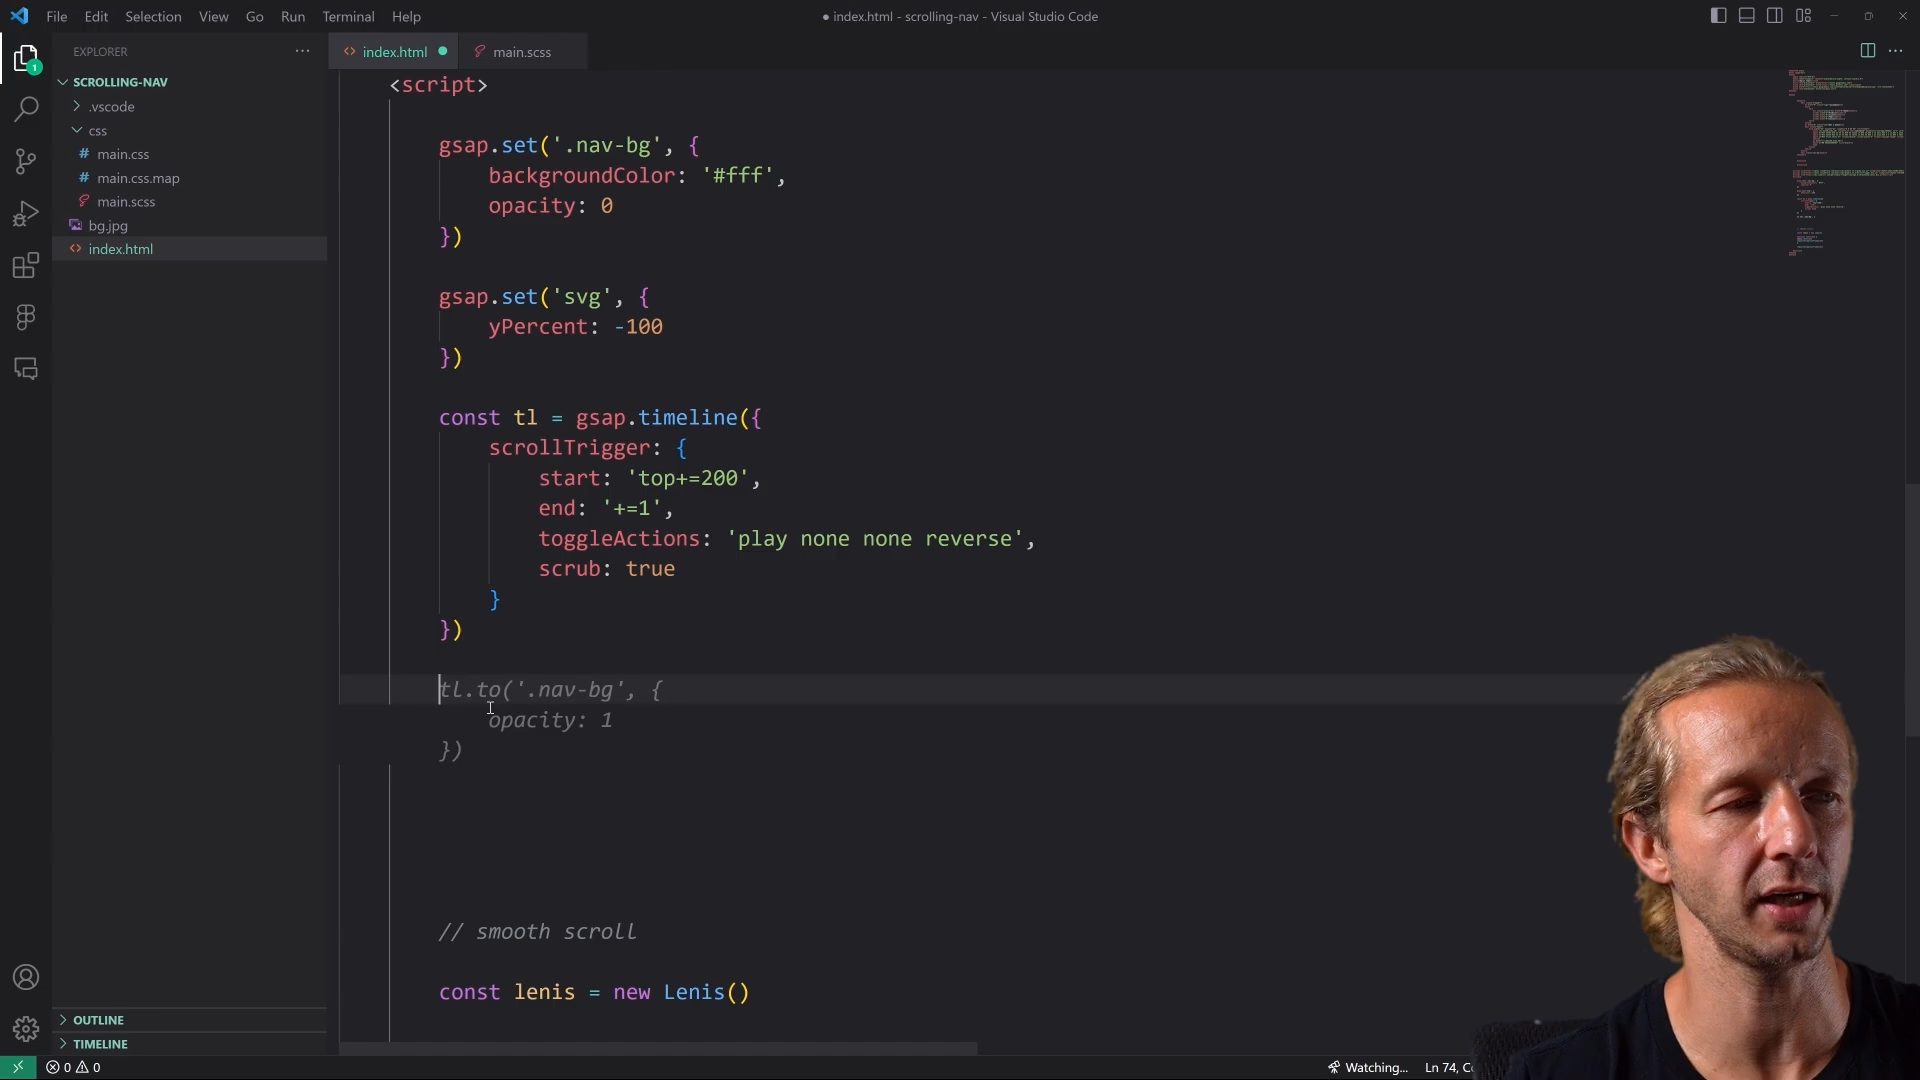 File Edit Selection View Go Run Terminal Help
● index.html - scrolling-nav - Visual Studio Code
EXPLORER
index.html
main.scss
1
SCROLLING-NAV
.vscode
css
main.css
main.css.map
main.scss
bg.jpg
index.html
<script>
gsap.set('.nav-bg', {
backgroundColor: '#fff',
opacity: 0
})
gsap.set('svg', {
yPercent: -100
})
const tl = gsap.timeline({
scrollTrigger: {
start: 'top+=200',
end: '+=1',
toggleActions: 'play none none reverse',
scrub: true
}
})
tl.to('.nav-bg', {
opacity: 1
})
// smooth scroll
const lenis = new Lenis()
OUTLINE
TIMELINE
0 0
Watching...
Ln 74,